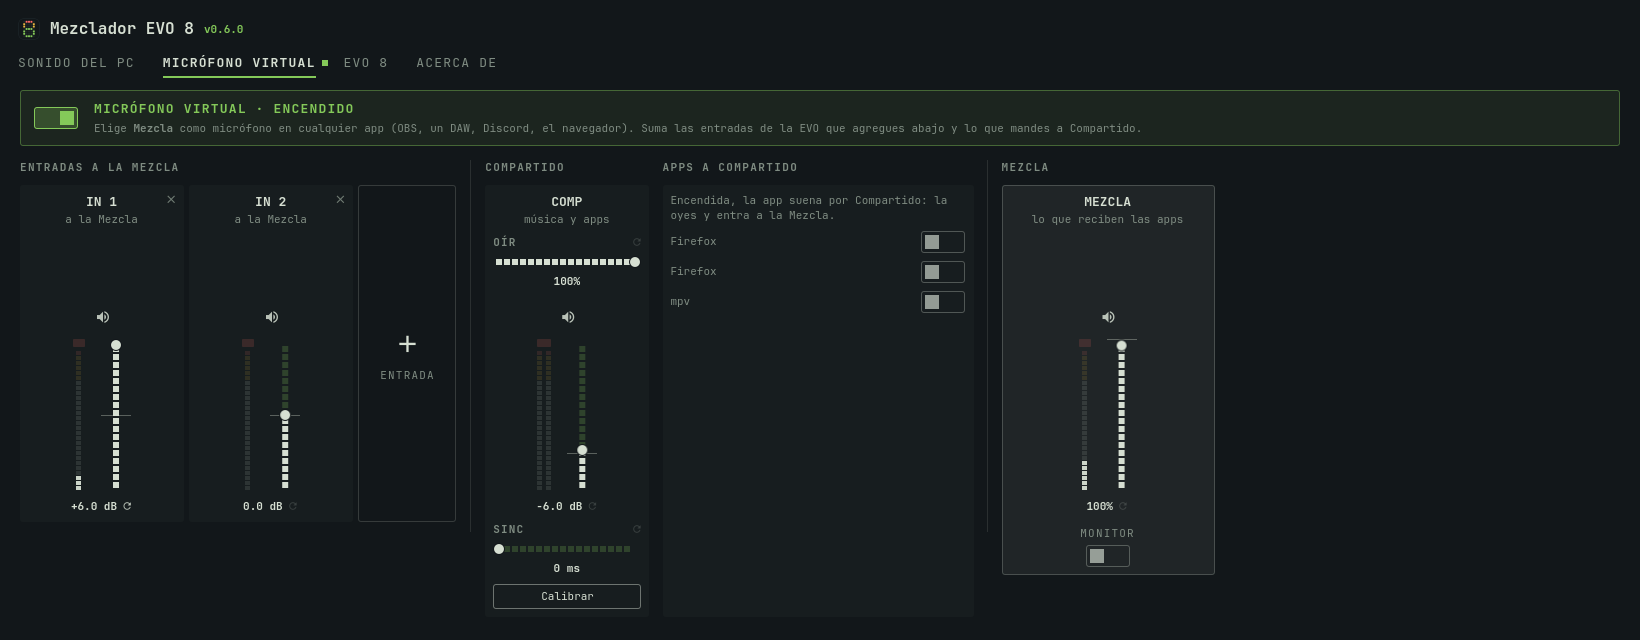 Mezclador EVO 8 v0.6.0
SONIDO DEL PC
MICRÓFONO VIRTUAL
EVO 8
ACERCA DE
MICRÓFONO VIRTUAL · ENCENDIDO
Elige Mezcla como micrófono en cualquier app (OBS, un DAW, Discord, el navegador). Suma las entradas de la EVO que agregues abajo y lo que mandes a Compartido.
ENTRADAS A LA MEZCLA
IN 1
a la Mezcla
+6.0 dB
IN 2
a la Mezcla
0.0 dB
+
ENTRADA
COMPARTIDO
COMP
música y apps
OÍR
100%
-6.0 dB
SINC
0 ms
Calibrar
APPS A COMPARTIDO
Encendida, la app suena por Compartido: la
oyes y entra a la Mezcla.
Firefox
Firefox
mpv
MEZCLA
MEZCLA
lo que reciben las apps
100%
MONITOR